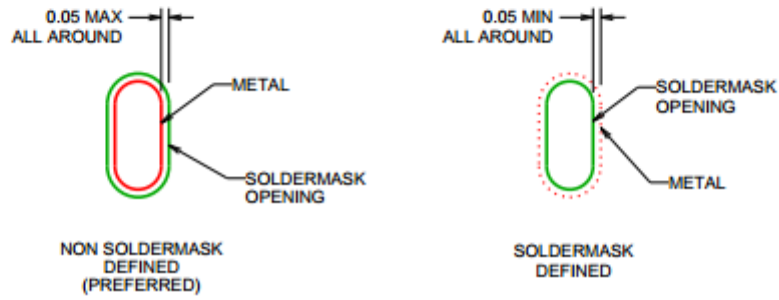 0.05 MAX
ALL AROUND
METAL
SOLDERMASK
OPENING
NON SOLDERMASK
DEFINED
(PREFERRED)
0.05 MIN
ALL AROUND
SOLDERMASK
OPENING
METAL
SOLDERMASK
DEFINED